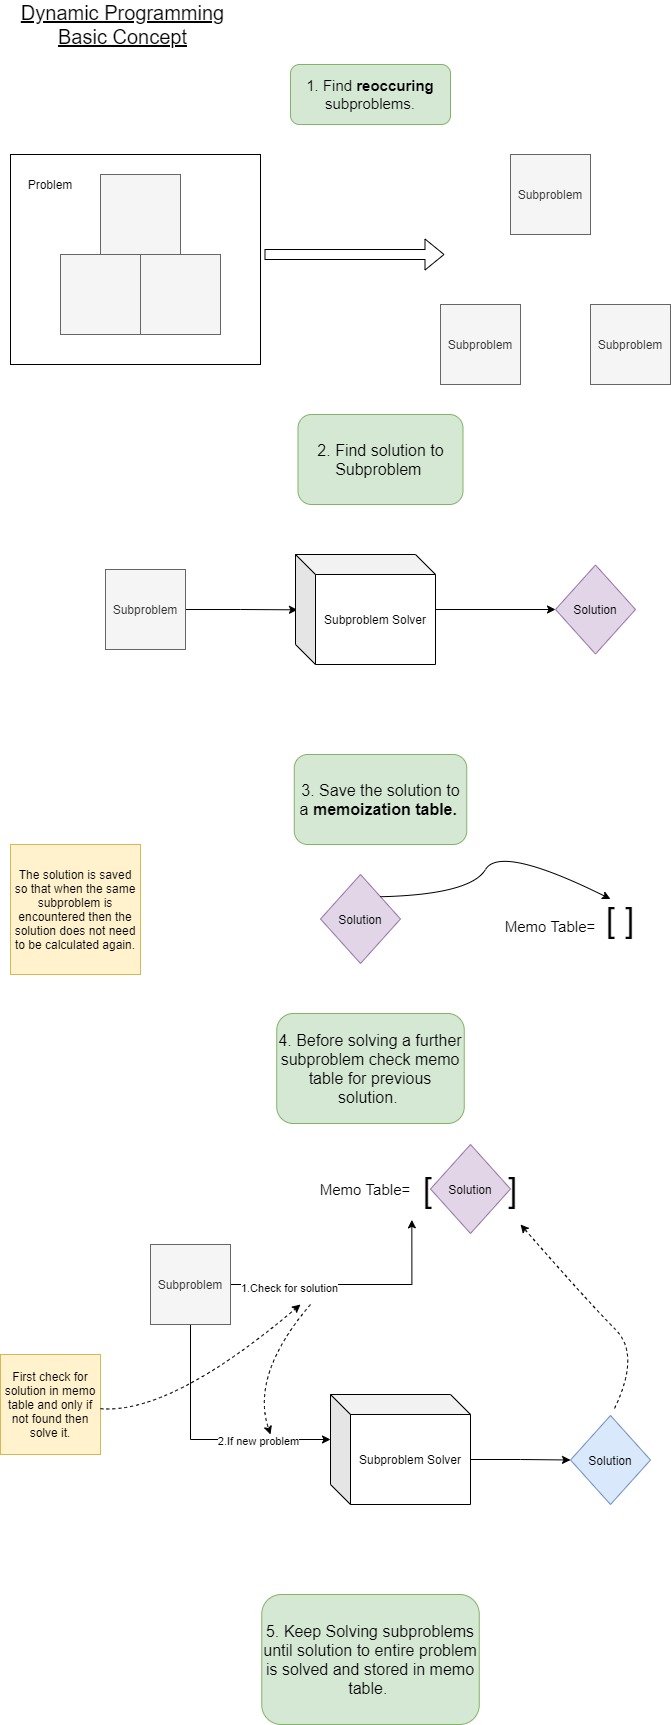 Dynamic Programming
Basic Concept
1. Find reoccuring
subproblems.
Problem
Subproblem
Subproblem
Subproblem
2. Find solution to
Subproblem
Subproblem
Subproblem Solver
Solution
3. Save the solution to
a memoization table.
The solution is saved
so that when the same
subproblem is
encountered then the
solution does not need
to be calculated again.
Solution
Memo Table= [ ]
4. Before solving a further
subproblem check memo
table for previous
solution.
Memo Table= [ Solution ]
Subproblem
1.Check for solution
First check for
solution in memo
table and only if
not found then
solve it.
2.If new problem
Subproblem Solver
Solution
5. Keep Solving subproblems
until solution to entire problem
is solved and stored in memo
table.